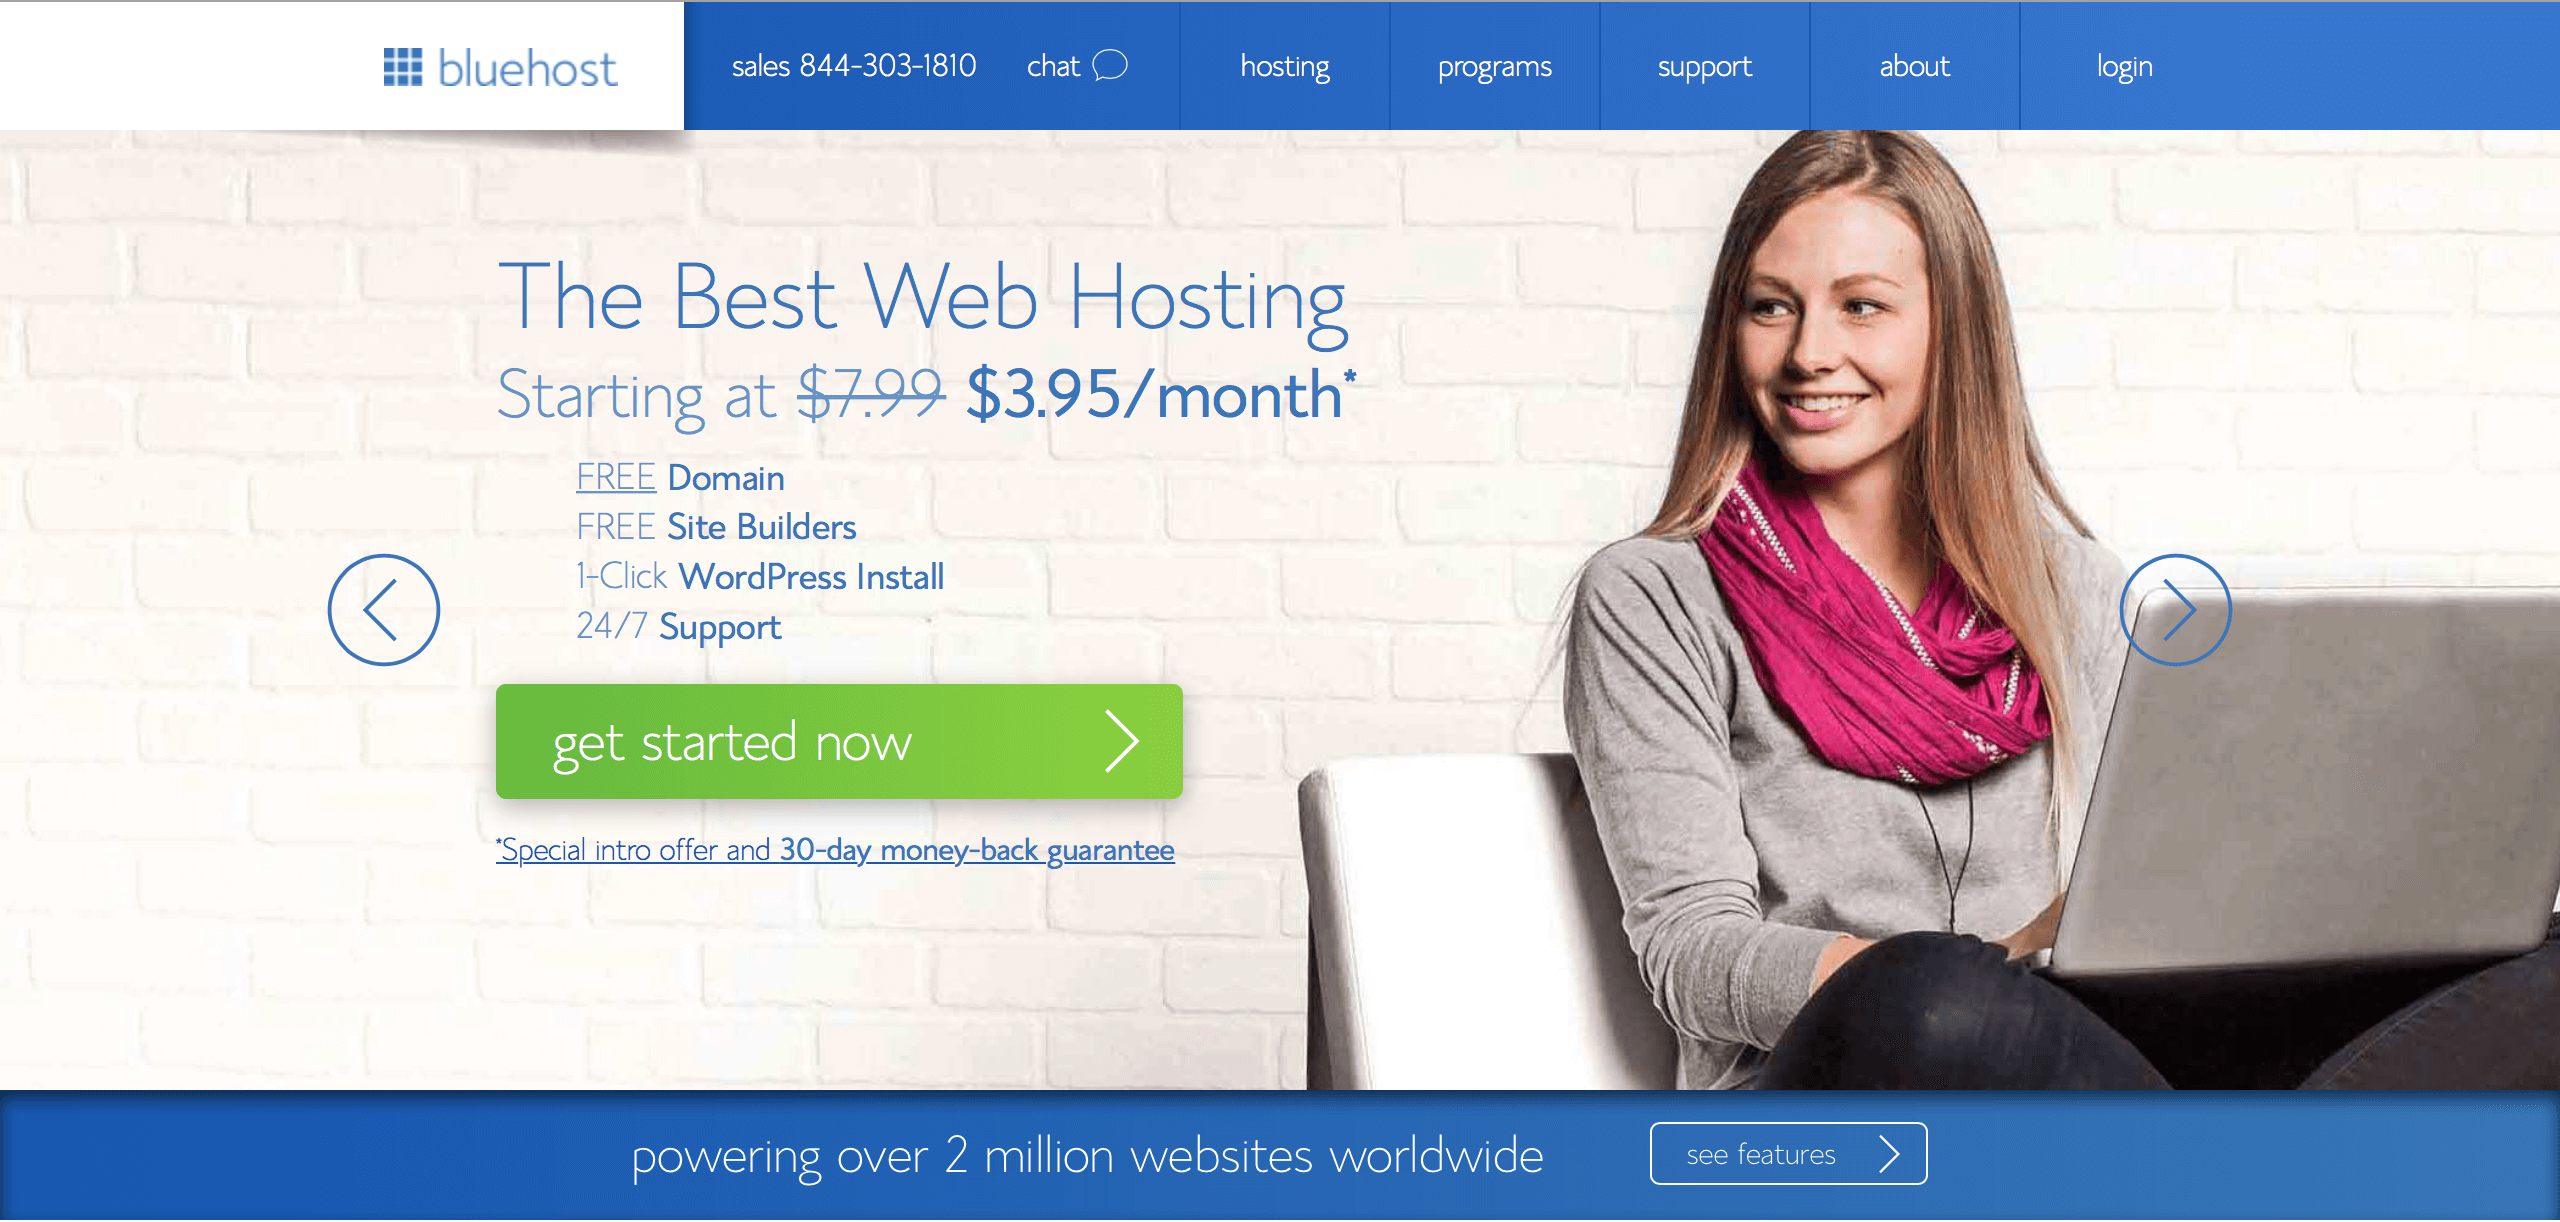 bluehost
sales 844-303-1810 chat hosting programs support about login
The Best Web Hosting
Starting at $7.99 $3.95/month*
FREE Domain
FREE Site Builders
1-Click WordPress Install
24/7 Support
get started now
*Special intro offer and 30-day money-back guarantee
powering over 2 million websites worldwide
see features